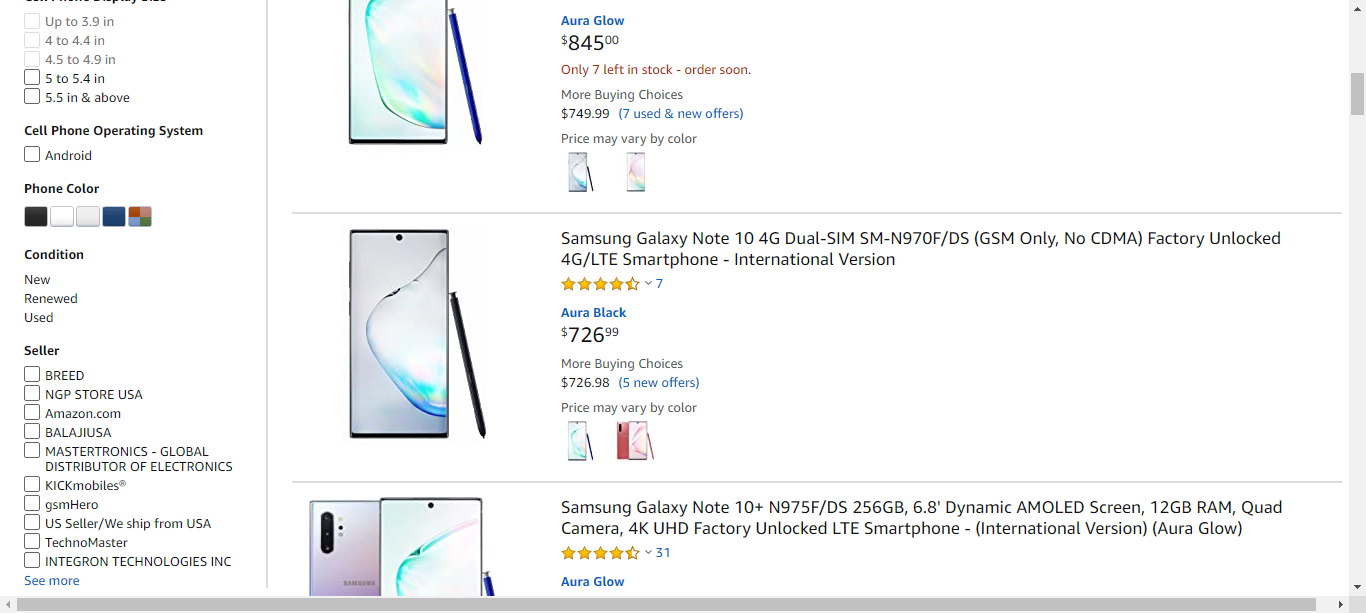 Cell Phone Display Size
Up to 3.9 in
4 to 4.4 in
4.5 to 4.9 in
5 to 5.4 in
5.5 in & above
Cell Phone Operating System
Android
Phone Color
Condition
New
Renewed
Used
Seller
BREED
NGP STORE USA
Amazon.com
BALAJIUSA
MASTERTRONICS - GLOBAL
DISTRIBUTOR OF ELECTRONICS
KICKmobiles®
gsmHero
US Seller/We ship from USA
TechnoMaster
INTEGRON TECHNOLOGIES INC
See more
Aura Glow
$84500
Only 7 left in stock - order soon.
More Buying Choices
$749.99 (7 used & new offers)
Price may vary by color
Samsung Galaxy Note 10 4G Dual-SIM SM-N970F/DS (GSM Only, No CDMA) Factory Unlocked
4G/LTE Smartphone - International Version
7
Aura Black
$72699
More Buying Choices
$726.98 (5 new offers)
Price may vary by color
SAMSUNG
Samsung Galaxy Note 10+ N975F/DS 256GB, 6.8' Dynamic AMOLED Screen, 12GB RAM, Quad
Camera, 4K UHD Factory Unlocked LTE Smartphone - (International Version) (Aura Glow)
31
Aura Glow